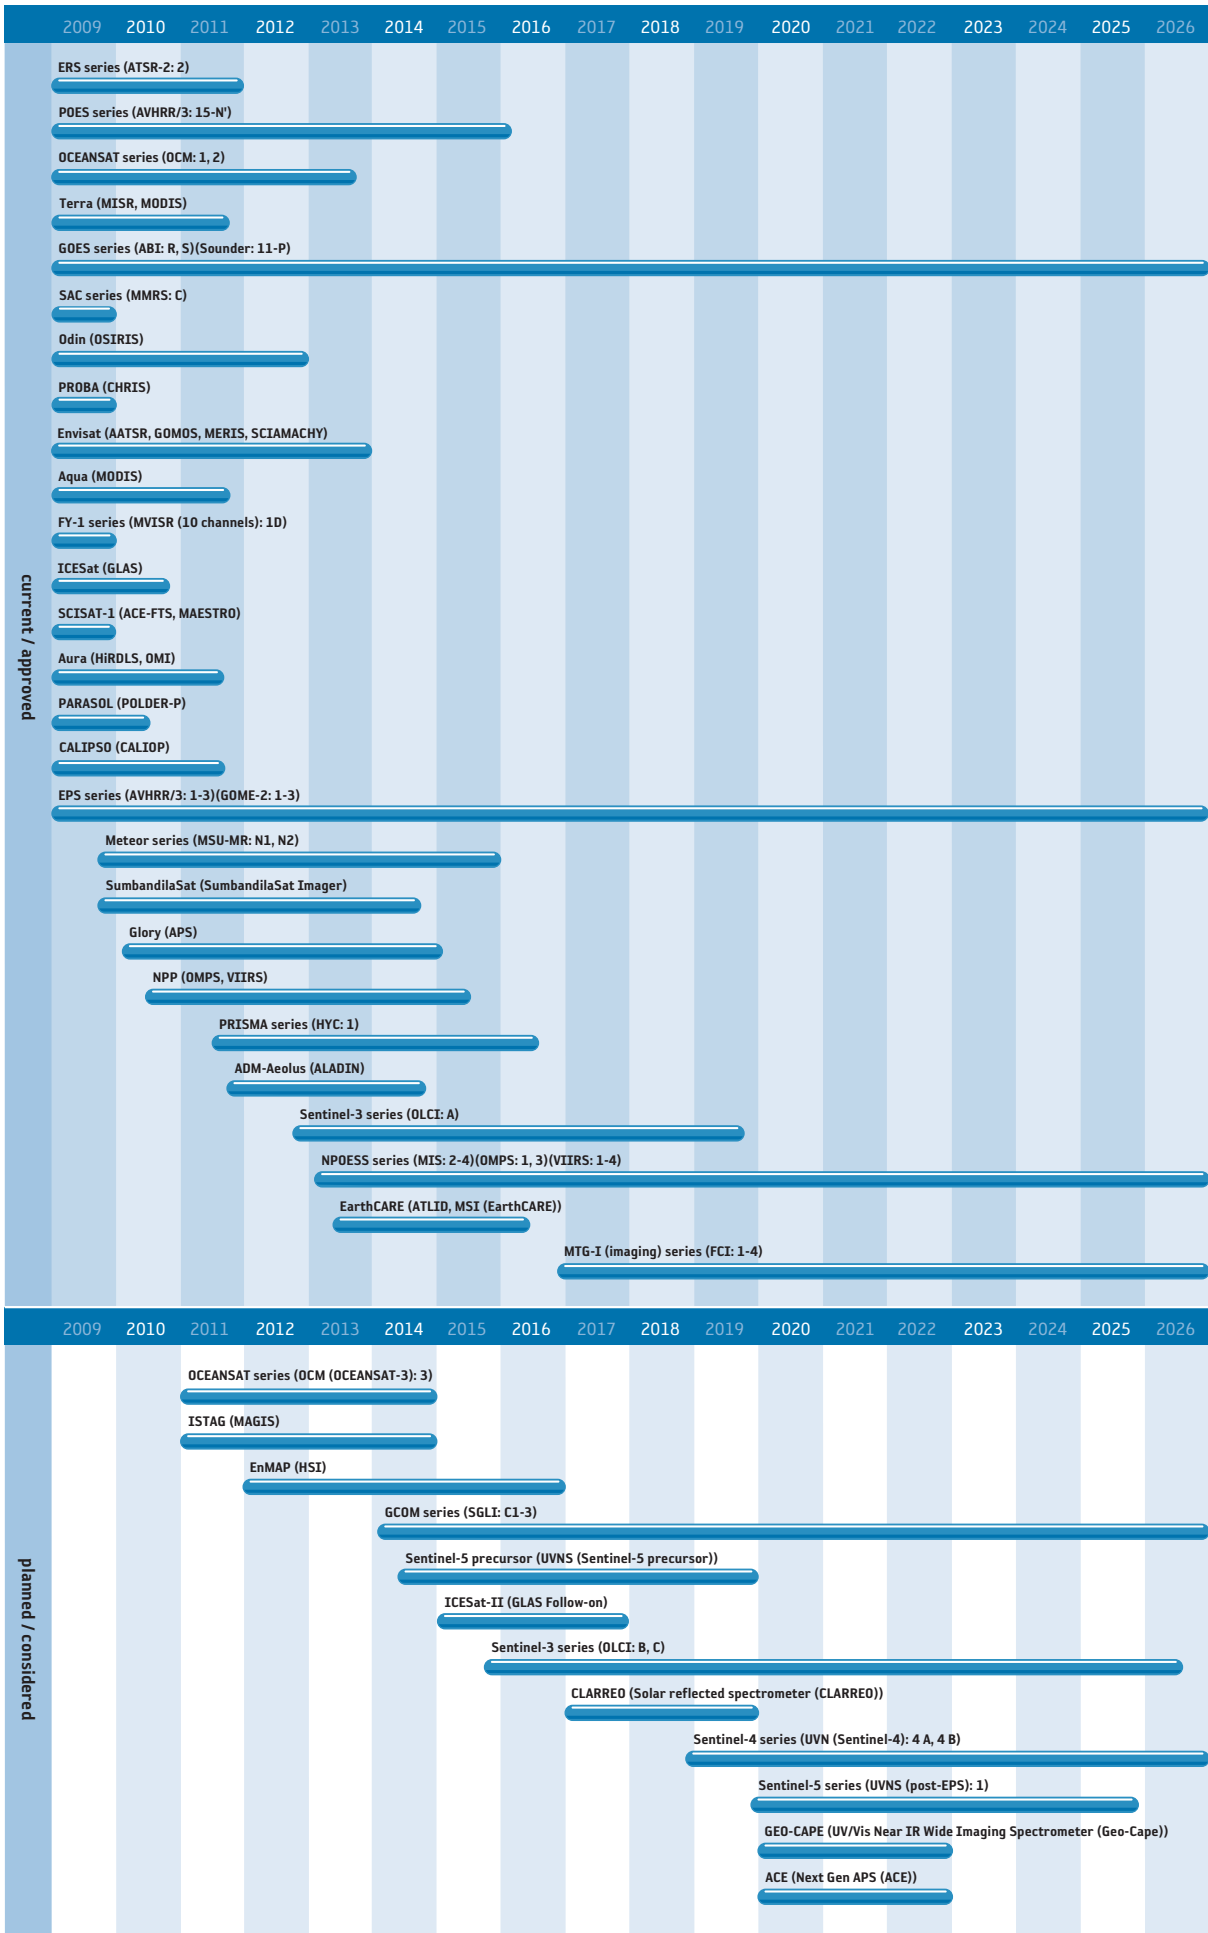 2009 2010 2011 2012 2013 2014 2015 2016 2017 2018 2019 2020 2021 2022 2023 2024 2025 2026
current / approved
ERS series (ATSR-2: 2)
POES series (AVHRR/3: 15-N')
OCEANSAT series (OCM: 1, 2)
Terra (MISR, MODIS)
GOES series (ABI: R, S)(Sounder: 11-P)
SAC series (MMRS: C)
Odin (OSIRIS)
PROBA (CHRIS)
Envisat (AATSR, GOMOS, MERIS, SCIAMACHY)
Aqua (MODIS)
FY-1 series (MVISR (10 channels): 1D)
ICESat (GLAS)
SCISAT-1 (ACE-FTS, MAESTRO)
Aura (HiRDLS, OMI)
PARASOL (POLDER-P)
CALIPSO (CALIOP)
EPS series (AVHRR/3: 1-3)(GOME-2: 1-3)
Meteor series (MSU-MR: N1, N2)
SumbandilaSat (SumbandilaSat Imager)
Glory (APS)
NPP (OMPS, VIIRS)
PRISMA series (HYC: 1)
ADM-Aeolus (ALADIN)
Sentinel-3 series (OLCI: A)
NPOESS series (MIS: 2-4)(OMPS: 1, 3)(VIIRS: 1-4)
EarthCARE (ATLID, MSI (EarthCARE))
MTG-I (imaging) series (FCI: 1-4)
2009 2010 2011 2012 2013 2014 2015 2016 2017 2018 2019 2020 2021 2022 2023 2024 2025 2026
planned / considered
OCEANSAT series (OCM (OCEANSAT-3): 3)
ISTAG (MAGIS)
EnMAP (HSI)
GCOM series (SGLI: C1-3)
Sentinel-5 precursor (UVNS (Sentinel-5 precursor))
ICESat-II (GLAS Follow-on)
Sentinel-3 series (OLCI: B, C)
CLARREO (Solar reflected spectrometer (CLARREO))
Sentinel-4 series (UVN (Sentinel-4): 4 A, 4 B)
Sentinel-5 series (UVNS (post-EPS): 1)
GEO-CAPE (UV/Vis Near IR Wide Imaging Spectrometer (Geo-Cape))
ACE (Next Gen APS (ACE))